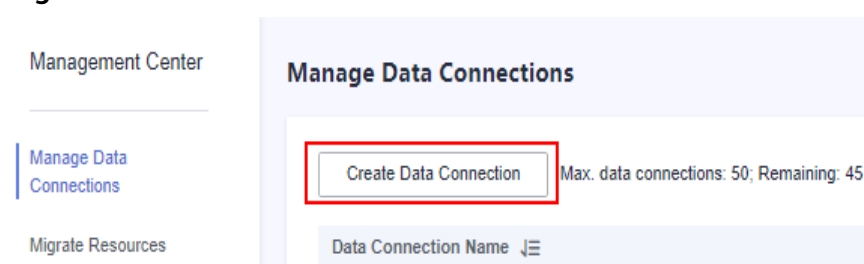 Management Center
Manage Data Connections
Manage Data
Connections
Create Data Connection
Max. data connections: 50; Remaining: 45
Migrate Resources
Data Connection Name